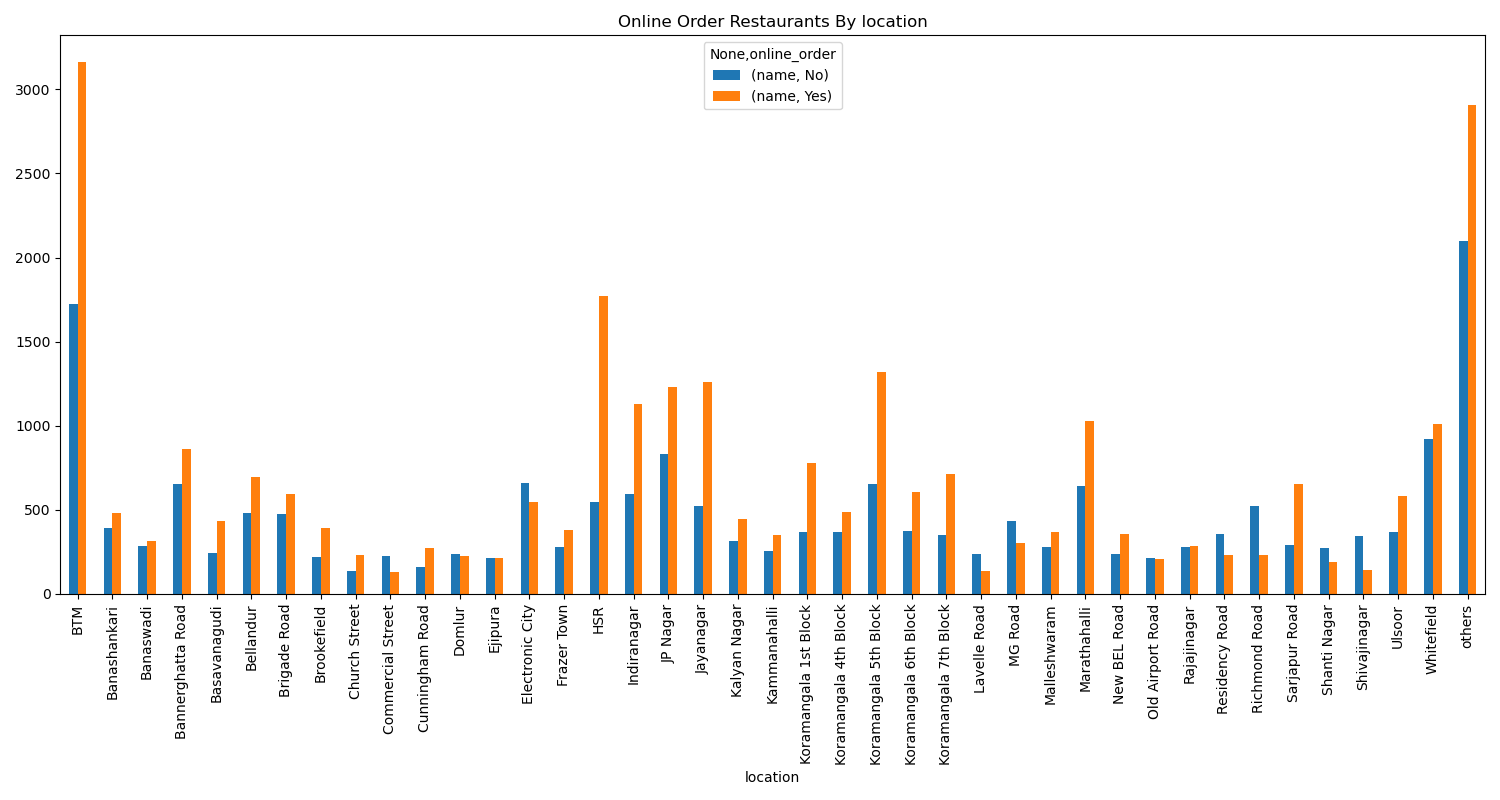 Online Order Restaurants By location
None,online_order
(name, No)
(name, Yes)
3000
2500
2000
1500
1000
500
0
BTM
Banashankari
Banaswadi
Bannerghatta Road
Basavanagudi
Bellandur
Brigade Road
Brookefield
Church Street
Commercial Street
Cunningham Road
Domlur
Ejipura
Electronic City
Frazer Town
HSR
Indiranagar
JP Nagar
Jayanagar
Kalyan Nagar
Kammanahalli
Koramangala 1st Block
Koramangala 4th Block
Koramangala 5th Block
Koramangala 6th Block
Koramangala 7th Block
Lavelle Road
MG Road
Malleshwaram
Marathahalli
New BEL Road
Old Airport Road
Rajajinagar
Residency Road
Richmond Road
Sarjapur Road
Shanti Nagar
Shivajinagar
Ulsoor
Whitefield
others
location